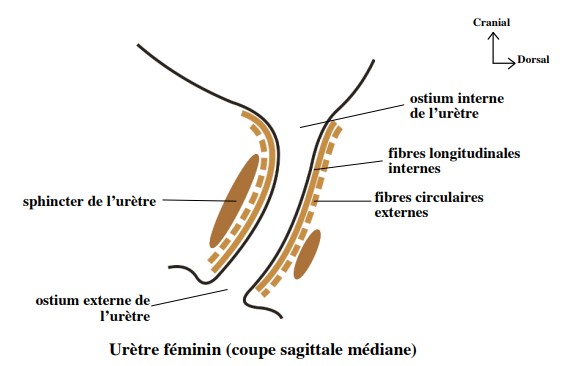 Cranial
Dorsal
ostium interne
de l'urètre
fibres longitudinales
internes
sphincter de l'urètre
fibres circulaires
externes
ostium externe de
l'urètre
Urètre féminin (coupe sagittale médiane)